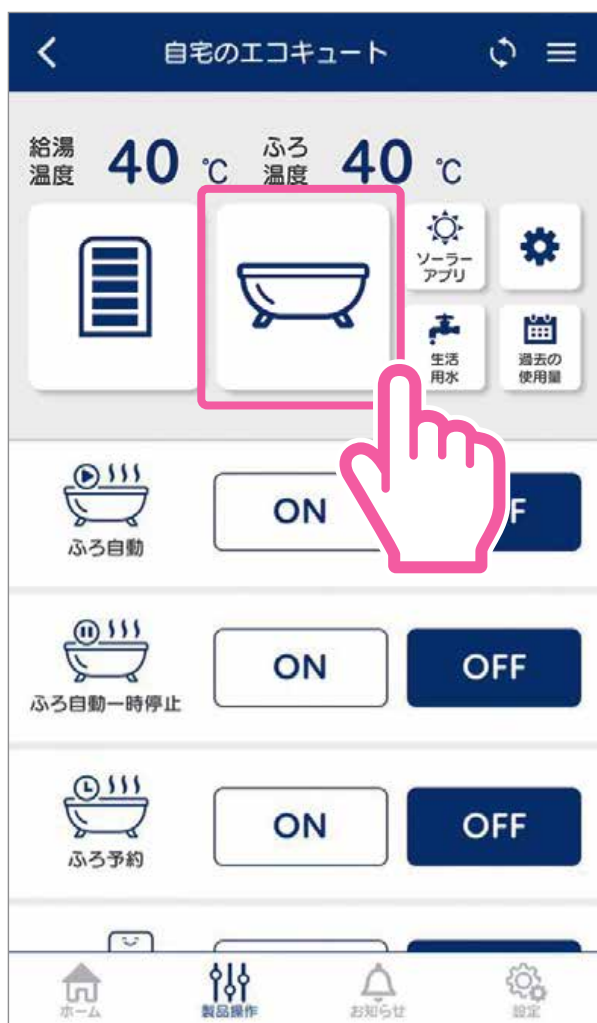 自宅のエコキュート
給湯
温度
40 ℃
ふろ
温度
40 ℃
ソーラー
アプリ
生活
用水
過去の
使用量
ふろ自動
ON
F
ふろ自動一時停止
ON
OFF
ふろ予約
ON
OFF
ホーム
製品操作
お知らせ
設定